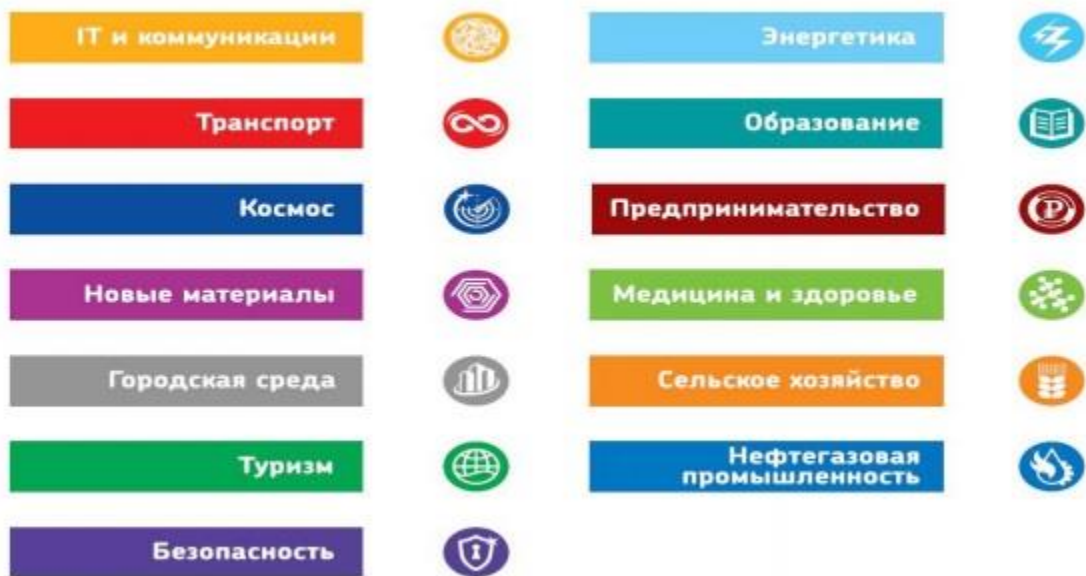 IT и коммуникации
Транспорт
Космос
Новые материалы
Городская среда
Туризм
Безопасность
Энергетика
Образование
Предпринимательство
Медицина и здоровье
Сельское хозяйство
Нефтегазовая
промышленность